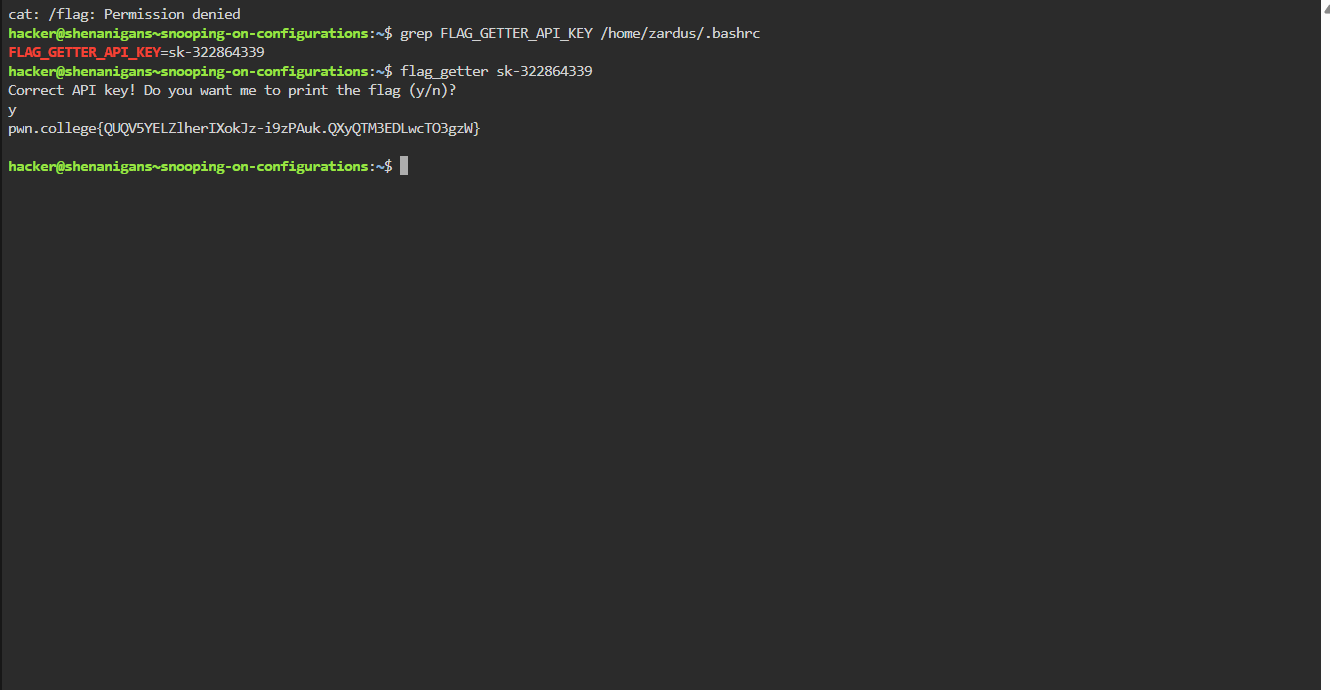 cat: /flag: Permission denied
hacker@shenanigans~snooping-on-configurations:~$ grep FLAG_GETTER_API_KEY /home/zardus/.bashrc
FLAG_GETTER_API_KEY=sk-322864339
hacker@shenanigans~snooping-on-configurations:~$ flag_getter sk-322864339
Correct API key! Do you want me to print the flag (y/n)?
y
pwn.college{QUQV5YELZlherIXokJz-i9zPAuk.QXyQTM3EDLwcTO3gzW}
hacker@shenanigans~snooping-on-configurations:~$